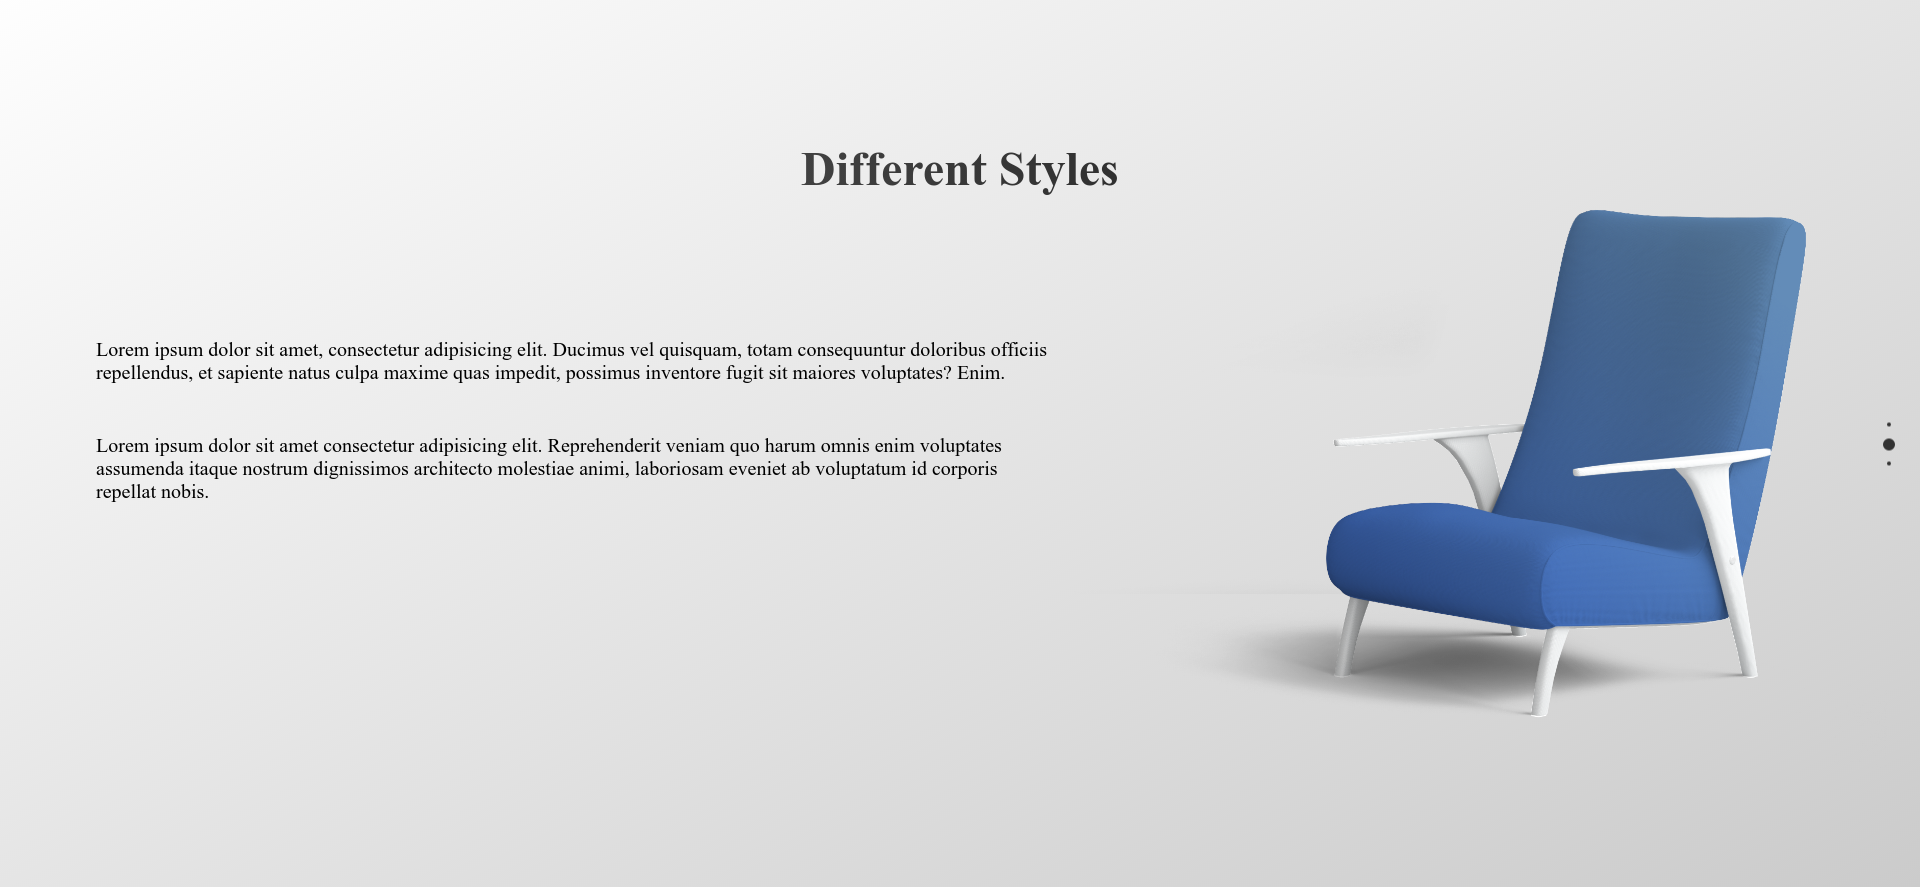 Different Styles
Lorem ipsum dolor sit amet, consectetur adipisicing elit. Ducimus vel quisquam, totam consequuntur doloribus officiis
repellendus, et sapiente natus culpa maxime quas impedit, possimus inventore fugit sit maiores voluptates? Enim.
Lorem ipsum dolor sit amet consectetur adipisicing elit. Reprehenderit veniam quo harum omnis enim voluptates
assumenda itaque nostrum dignissimos architecto molestiae animi, laboriosam eveniet ab voluptatum id corporis
repellat nobis.